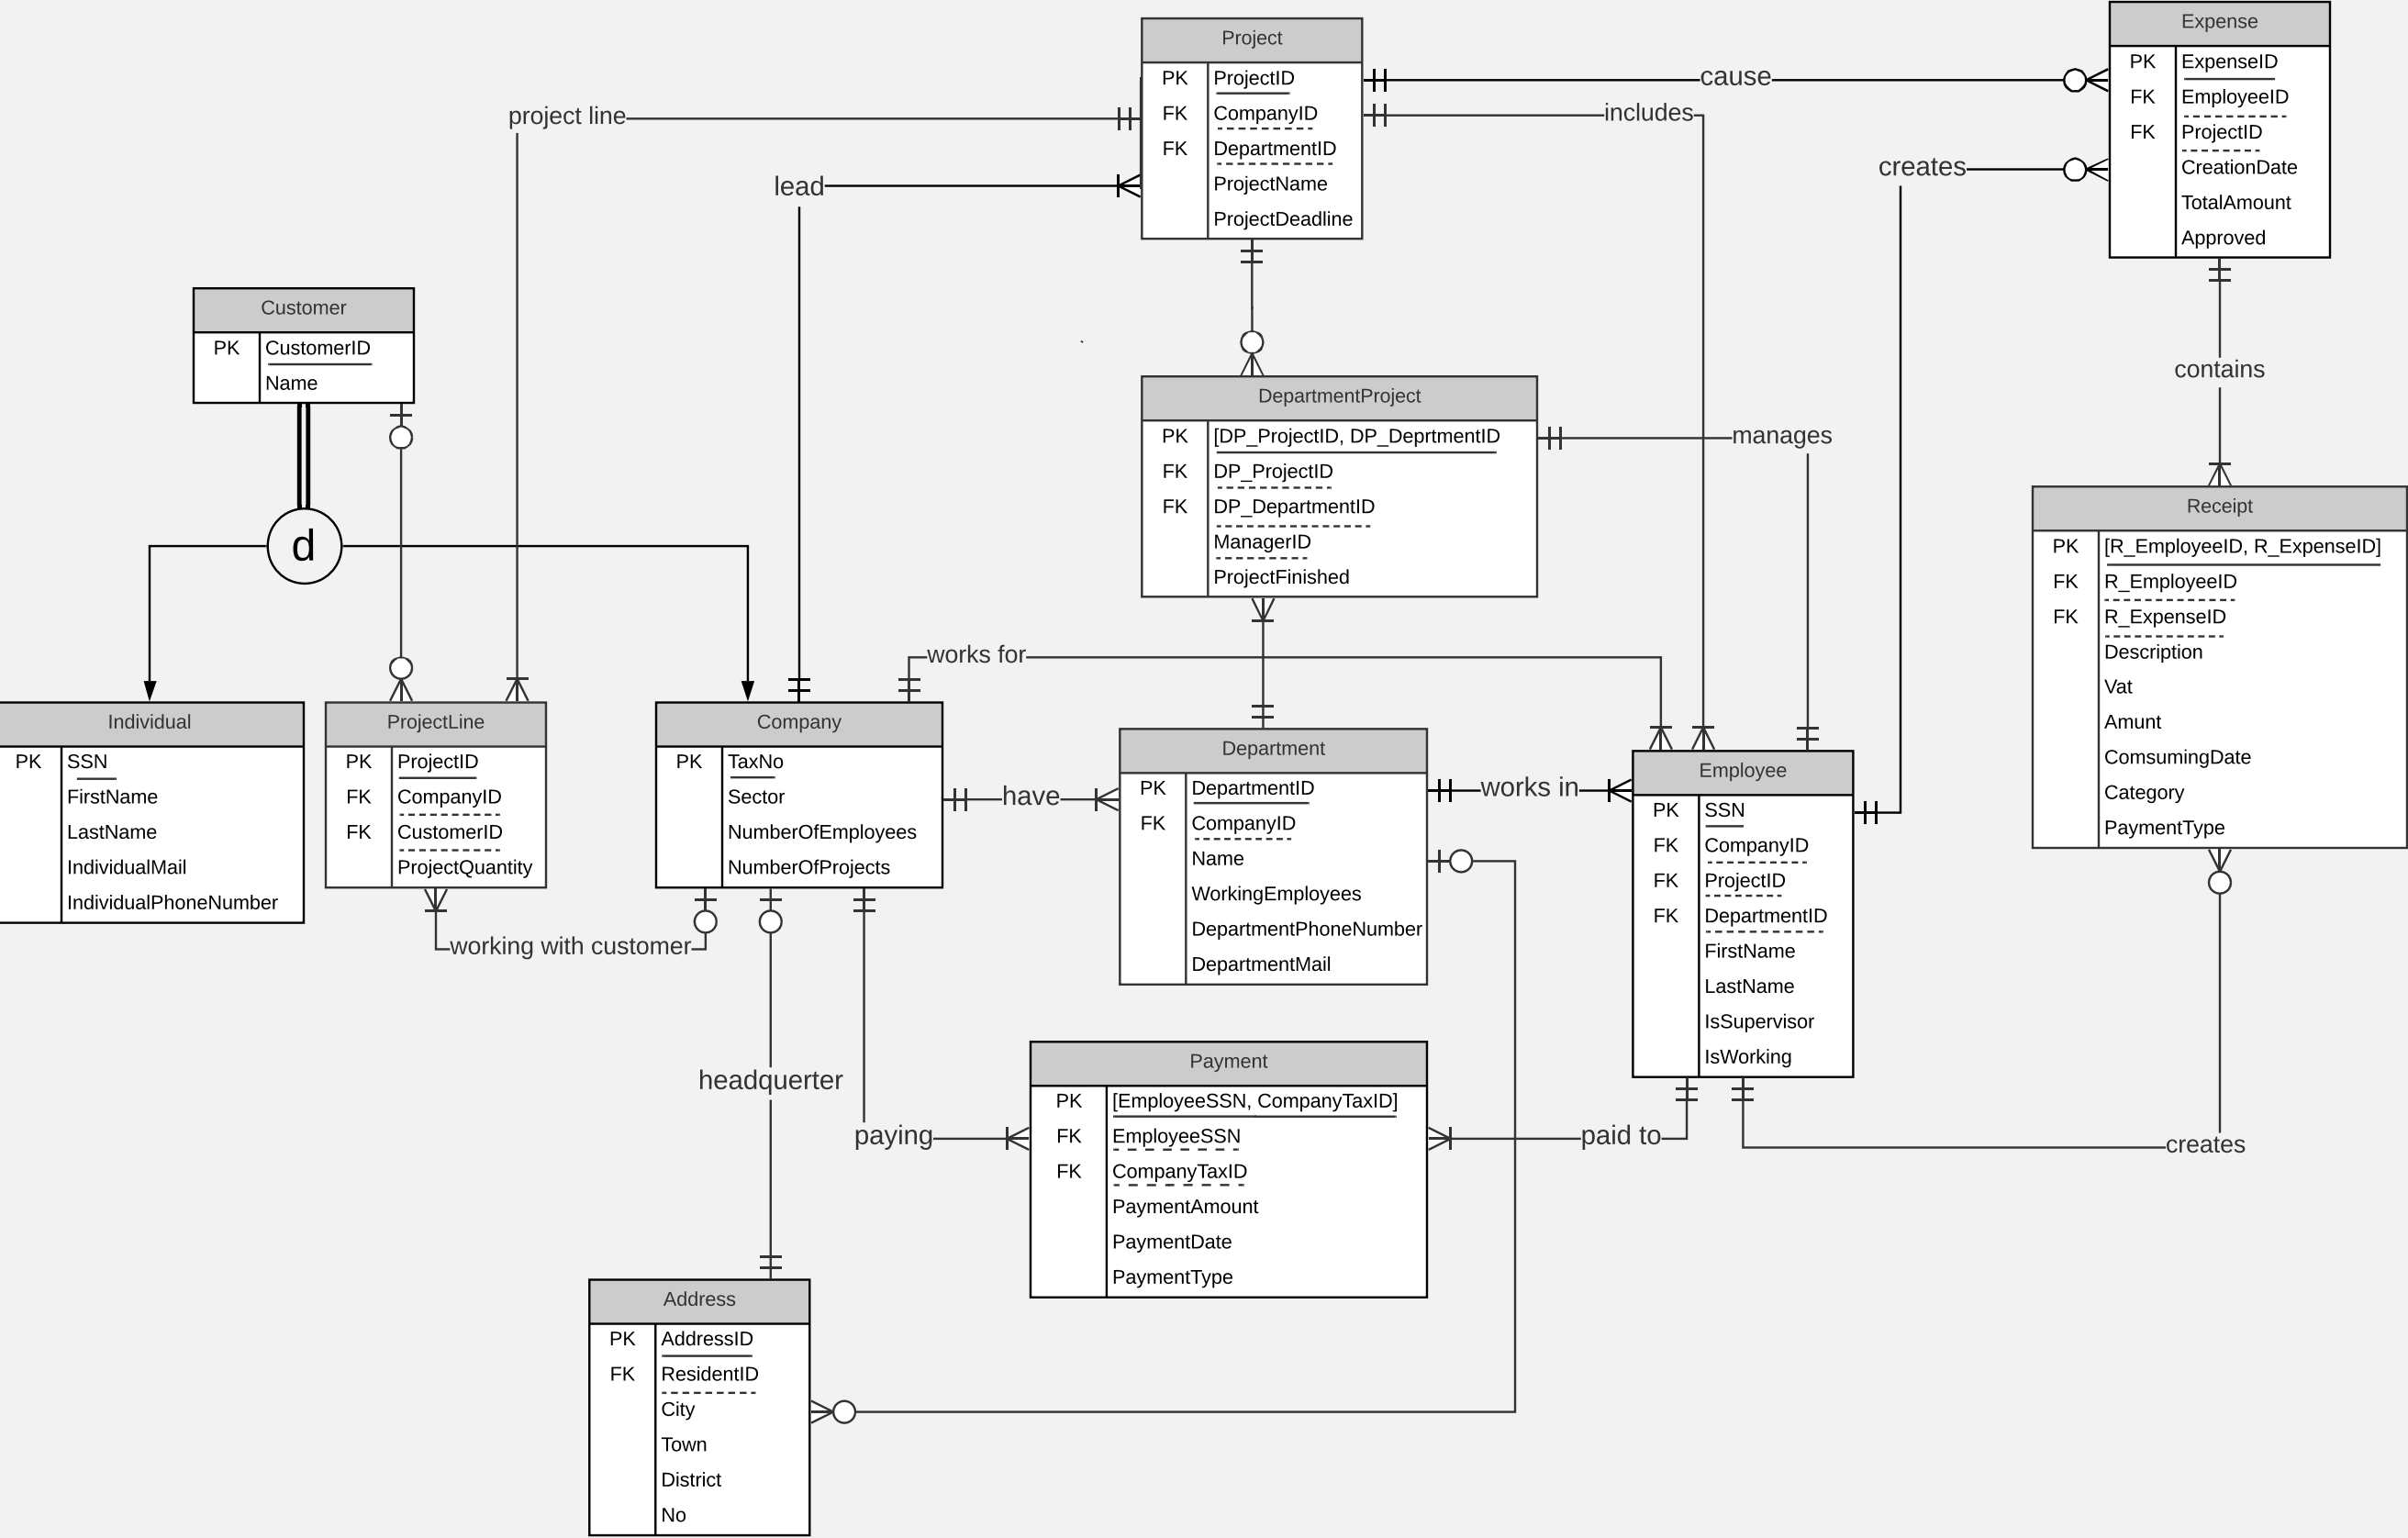 Project
PK ProjectID
FK CompanyID
FK DepartmentID
ProjectName
ProjectDeadline
Expense
PK ExpenseID
FK EmployeeID
FK ProjectID
CreationDate
TotalAmount
Approved
cause
includes
project line
lead
creates
Customer
PK CustomerID
Name
d
contains
DepartmentProject
PK [DP_ProjectID, DP_DeprtmentID]
FK DP_ProjectID
FK DP_DepartmentID
ManagerID
ProjectFinished
manages
Receipt
PK [R_EmployeeID, R_ExpenseID]
FK R_EmployeeID
FK R_ExpenseID
Description
Vat
Amunt
ComsumingDate
Category
PaymentType
works for
Individual
PK SSN
FirstName
LastName
IndividualMail
IndividualPhoneNumber
ProjectLine
PK ProjectID
FK CompanyID
FK CustomerID
ProjectQuantity
Company
PK TaxNo
Sector
NumberOfEmployees
NumberOfProjects
have
Department
PK DepartmentID
FK CompanyID
Name
WorkingEmployees
DepartmentPhoneNumber
DepartmentMail
works in
Employee
PK SSN
FK CompanyID
FK ProjectID
FK DepartmentID
FirstName
LastName
IsSupervisor
IsWorking
working with customer
headquerter
paying
Payment
PK [EmployeeSSN, CompanyTaxID]
FK EmployeeSSN
FK CompanyTaxID
PaymentAmount
PaymentDate
PaymentType
paid to
creates
Address
PK AddressID
FK ResidentID
City
Town
District
No